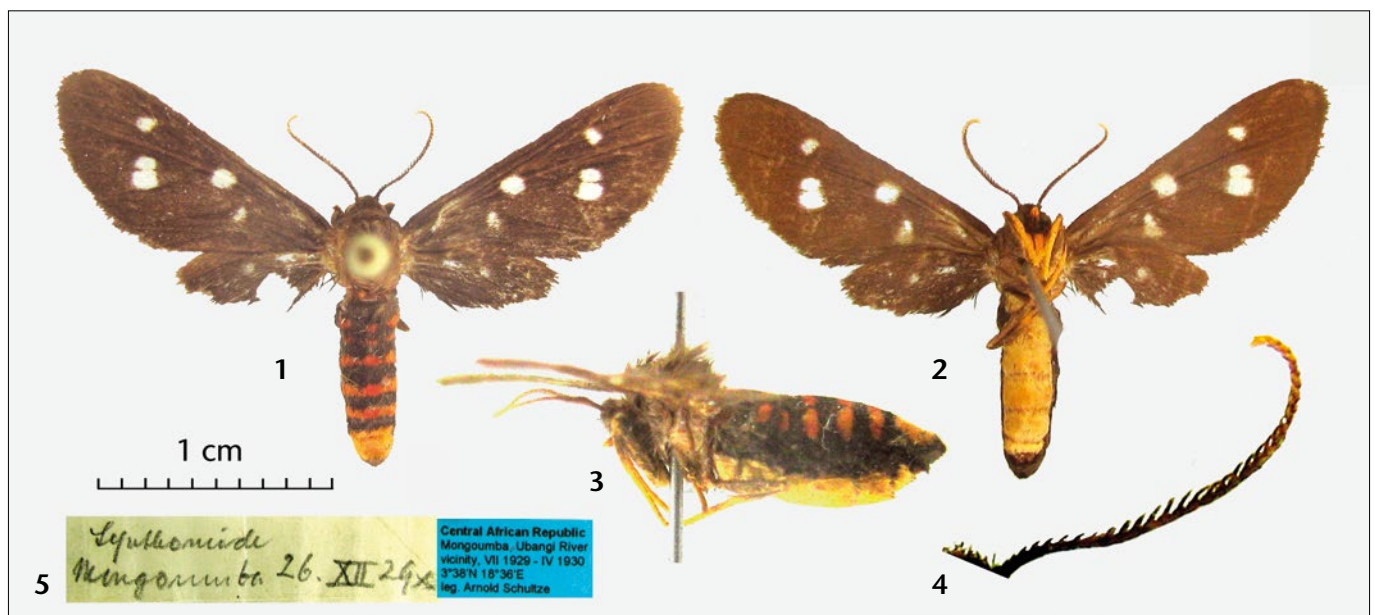 1
2
3
1 cm
4
5
Mongoumba 26. XII 29
Central African Republic
Mongoumba, Ubangi River
vicinity, VII 1929 - IV 1930
3°38'N 18°36'E
leg. Arnold Schultze